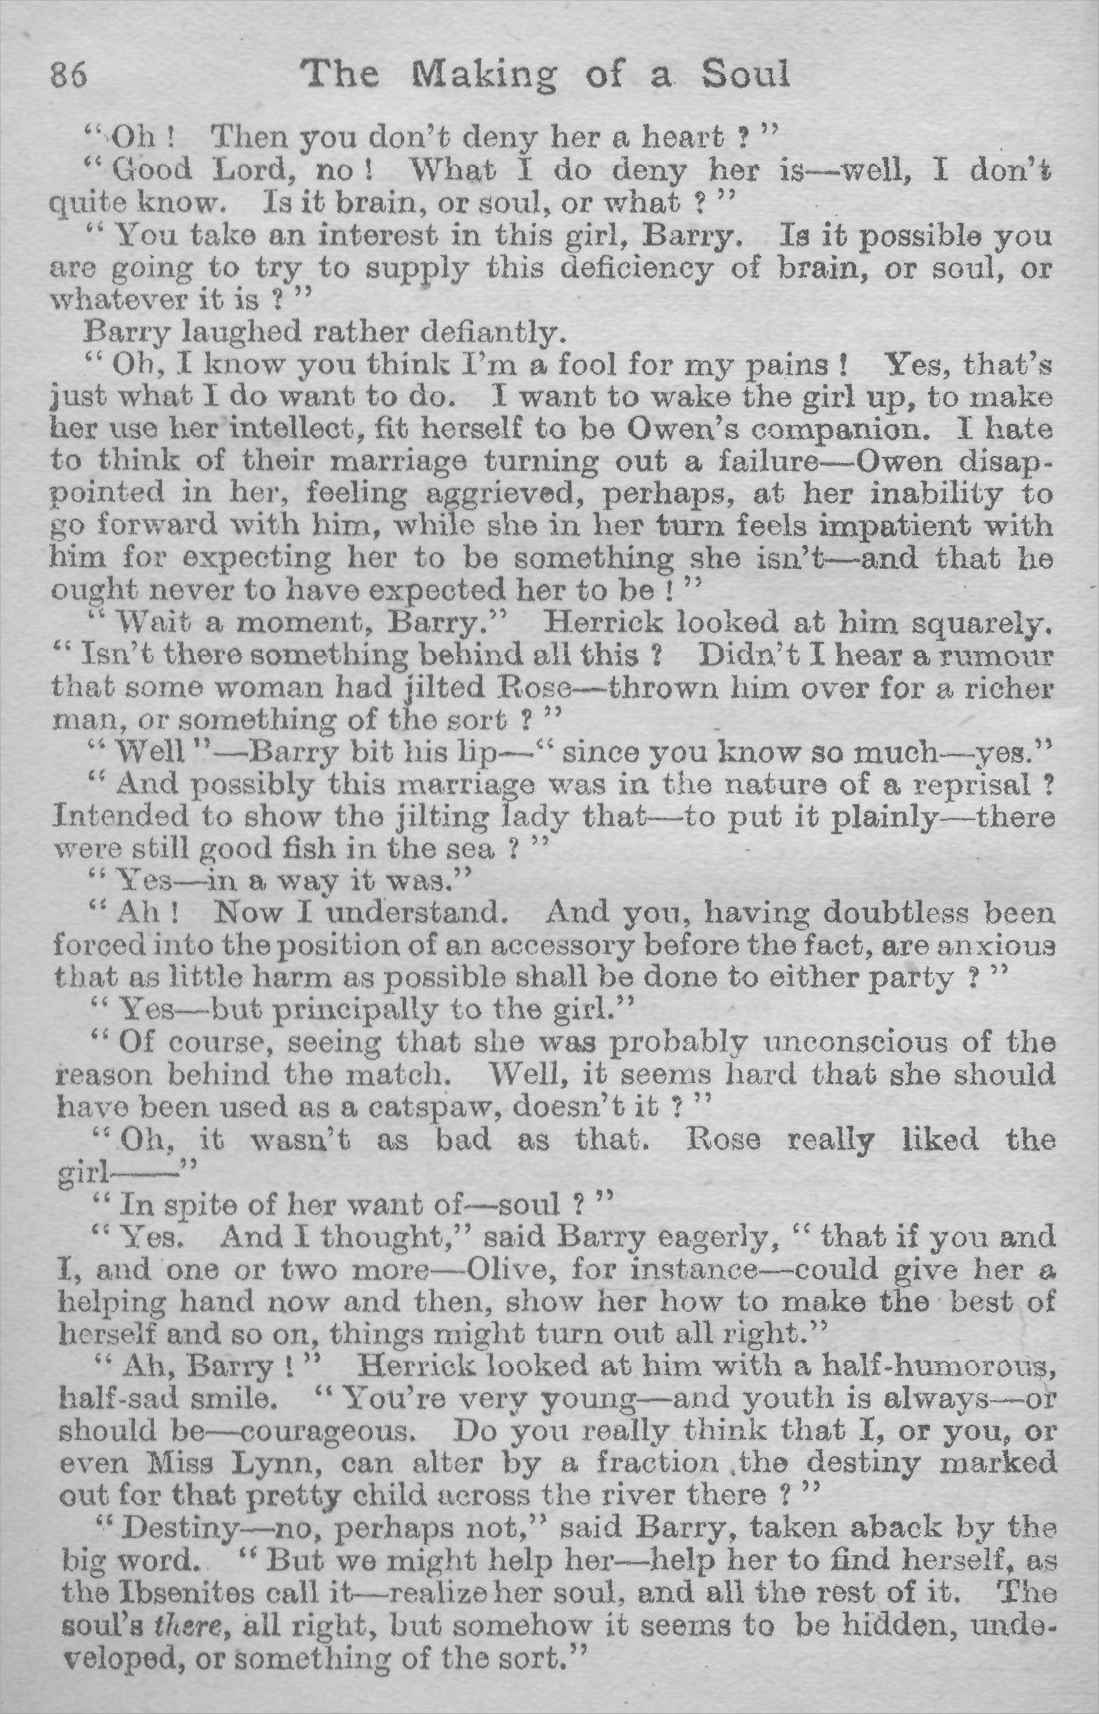 86 The Making of a Soul
“Oh ! Then you don’t deny her a heart ? ”
“ Good Lord, no ! What I do deny her is—well, I don’t
quite know. Is it brain, or soul, or what ? ”
“ You take an interest in this girl, Barry. Is it possible you
are going to try to supply this deficiency of brain, or soul, or
whatever it is ? ”
Barry laughed rather defiantly.
“ Oh, I know you think I’m a fool for my pains ! Yes, that’s
just what I do want to do. I want to wake the girl up, to make
her use her intellect, fit herself to be Owen’s companion. I hate
to think of their marriage turning out a failure—Owen disap-
pointed in her, feeling aggrieved, perhaps, at her inability to
go forward with him, while she in her turn feels impatient with
him for expecting her to be something she isn’t—and that he
ought never to have expected her to be ! ”
“ Wait a moment, Barry.” Herrick looked at him squarely.
“ Isn’t there something behind all this ? Didn’t I hear a rumour
that some woman had jilted Rose—thrown him over for a richer
man, or something of the sort ? ”
“ Well ”—Barry bit his lip—“ since you know so much—yes.”
“ And possibly this marriage was in the nature of a reprisal ?
Intended to show the jilting lady that—to put it plainly—there
were still good fish in the sea ? ”
“ Yes—in a way it was.”
“ Ah ! Now I understand. And you, having doubtless been
forced into the position of an accessory before the fact, are anxious
that as little harm as possible shall be done to either party ? ”
“ Yes—but principally to the girl.”
“ Of course, seeing that she was probably unconscious of the
reason behind the match. Well, it seems hard that she should
have been used as a catspaw, doesn’t it ? ”
“ Oh, it wasn’t as bad as that. Rose really liked the
girl——”
“ In spite of her want of—soul ? ”
“ Yes. And I thought,” said Barry eagerly, “ that if you and
I, and one or two more—Olive, for instance—could give her a
helping hand now and then, show her how to make the best of
herself and so on, things might turn out all right.”
“ Ah, Barry ! ” Herrick looked at him with a half-humorous,
half-sad smile. “ You’re very young—and youth is always—or
should be—courageous. Do you really think that I, or you, or
even Miss Lynn, can alter by a fraction the destiny marked
out for that pretty child across the river there ? ”
“ Destiny—no, perhaps not,” said Barry, taken aback by the
big word. “ But we might help her—help her to find herself, as
the Ibsenites call it—realize her soul, and all the rest of it. The
soul’s there, all right, but somehow it seems to be hidden, unde-
veloped, or something of the sort.”